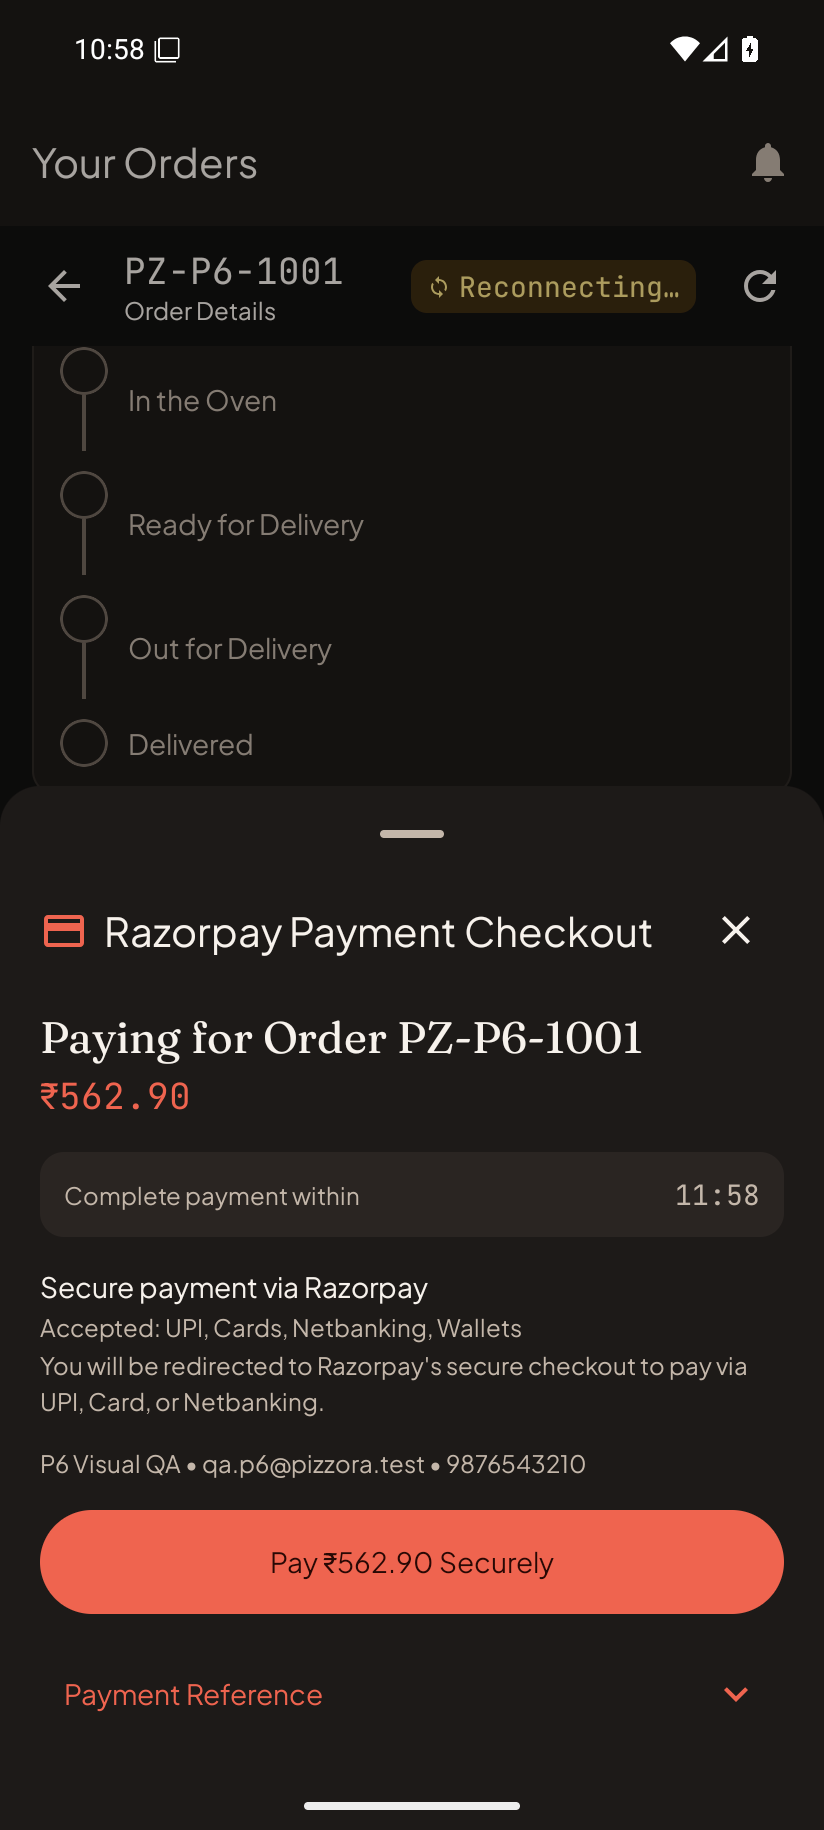 10:58
Your Orders
PZ-P6-1001
Order Details
Reconnecting…
In the Oven
Ready for Delivery
Out for Delivery
Delivered
Razorpay Payment Checkout
Paying for Order PZ-P6-1001
₹562.90
Complete payment within
11:58
Secure payment via Razorpay
Accepted: UPI, Cards, Netbanking, Wallets
You will be redirected to Razorpay's secure checkout to pay via
UPI, Card, or Netbanking.
P6 Visual QA • qa.p6@pizzora.test • 9876543210
Pay ₹562.90 Securely
Payment Reference